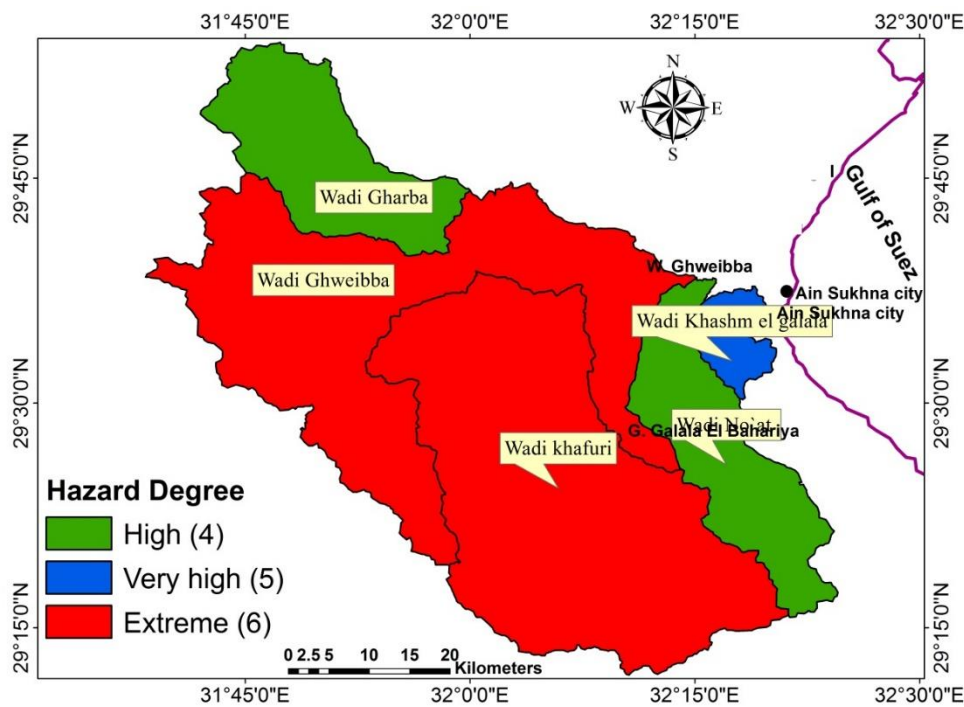 31°45'0"E 32°0'0"E 32°15'0"E 32°30'0"E
N
W E
S
29°45'0"N 29°45'0"N
I
Gulf of Suez
Wadi Gharba
Wadi Ghweibba
W. Ghweibba
Ain Sukhna city
Ain Sukhna city
Wadi Khashm el galala
29°30'0"N 29°30'0"N
Wadi No`at
G. Galala El Bahariya
Wadi khafuri
Hazard Degree
High (4)
Very high (5)
Extreme (6)
29°15'0"N 29°15'0"N
0 2.5 5 10 15 20
Kilometers
31°45'0"E 32°0'0"E 32°15'0"E 32°30'0"E